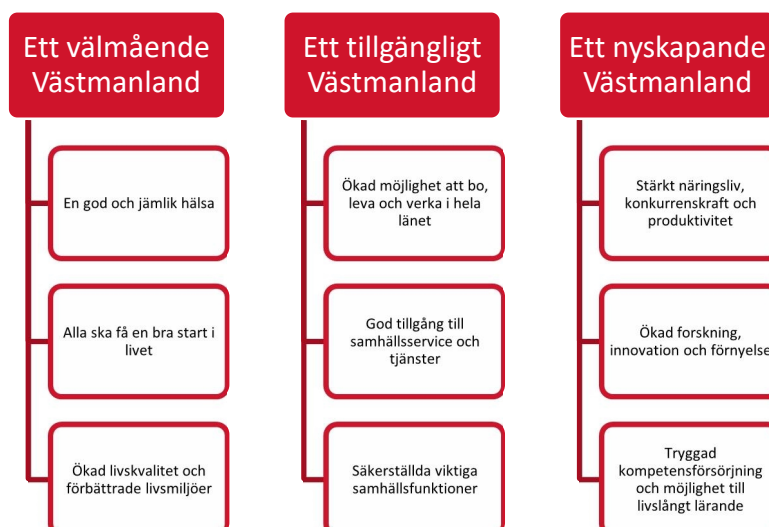 Ett välmående
Västmanland
En god och jämlik hälsa
Alla ska få en bra start i
livet
Ökad livskvalitet och
förbättrade livsmiljöer
Ett tillgängligt
Västmanland
Ökad möjlighet att bo,
leva och verka i hela
länet
God tillgång till
samhällsservice och
tjänster
Säkerställda viktiga
samhällsfunktioner
Ett nyskapande
Västmanland
Stärkt näringsliv,
konkurrenskraft och
produktivitet
Ökad forskning,
innovation och förnyelse
Tryggad
kompetensförsörjning
och möjlighet till
livslångt lärande